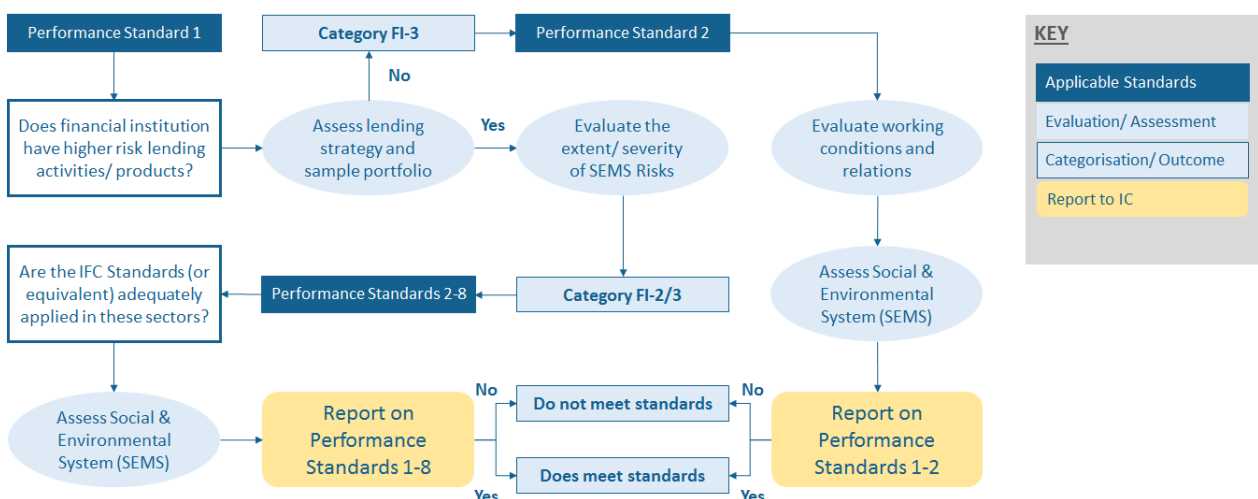 Performance Standard 1
Category FI-3
Performance Standard 2
No
Does financial institution
have higher risk lending
activities/ products?
Assess lending
strategy and
sample portfolio
Yes
Evaluate the
extent/ severity
of SEMS Risks
Evaluate working
conditions and
relations
Are the IFC Standards (or
equivalent) adequately
applied in these sectors?
Performance Standards 2-8
Category FI-2/3
Assess Social &
Environmental
System (SEMS)
Assess Social &
Environmental
System (SEMS)
Report on
Performance
Standards 1-8
No
Do not meet standards
No
Does meet standards
Yes
Yes
Report on
Performance
Standards 1-2
KEY
Applicable Standards
Evaluation/ Assessment
Categorisation/ Outcome
Report to IC